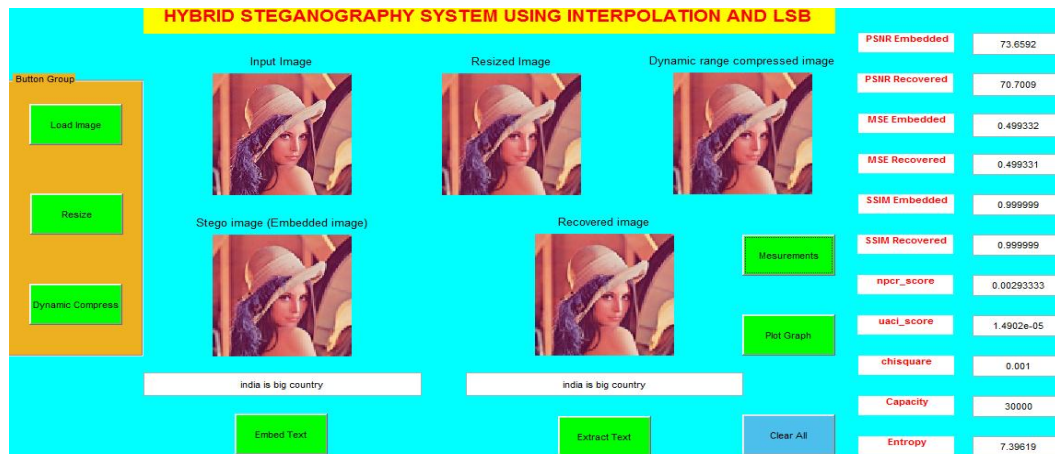 HYBRID STEGANOGRAPHY SYSTEM USING INTERPOLATION AND LSB
Button Group
Load Image
Resize
Dynamic Compress
Input Image
Resized Image
Dynamic range compressed image
Stego image (Embedded image)
Recovered image
Mesurements
Plot Graph
india is big country
india is big country
Embed Text
Extract Text
Clear All
PSNR Embedded
73.6592
PSNR Recovered
70.7009
MSE Embedded
0.499332
MSE Recovered
0.499331
SSIM Embedded
0.999999
SSIM Recovered
0.999999
npcr_score
0.00293333
uaci_score
1.4902e-05
chisquare
0.001
Capacity
30000
Entropy
7.39619